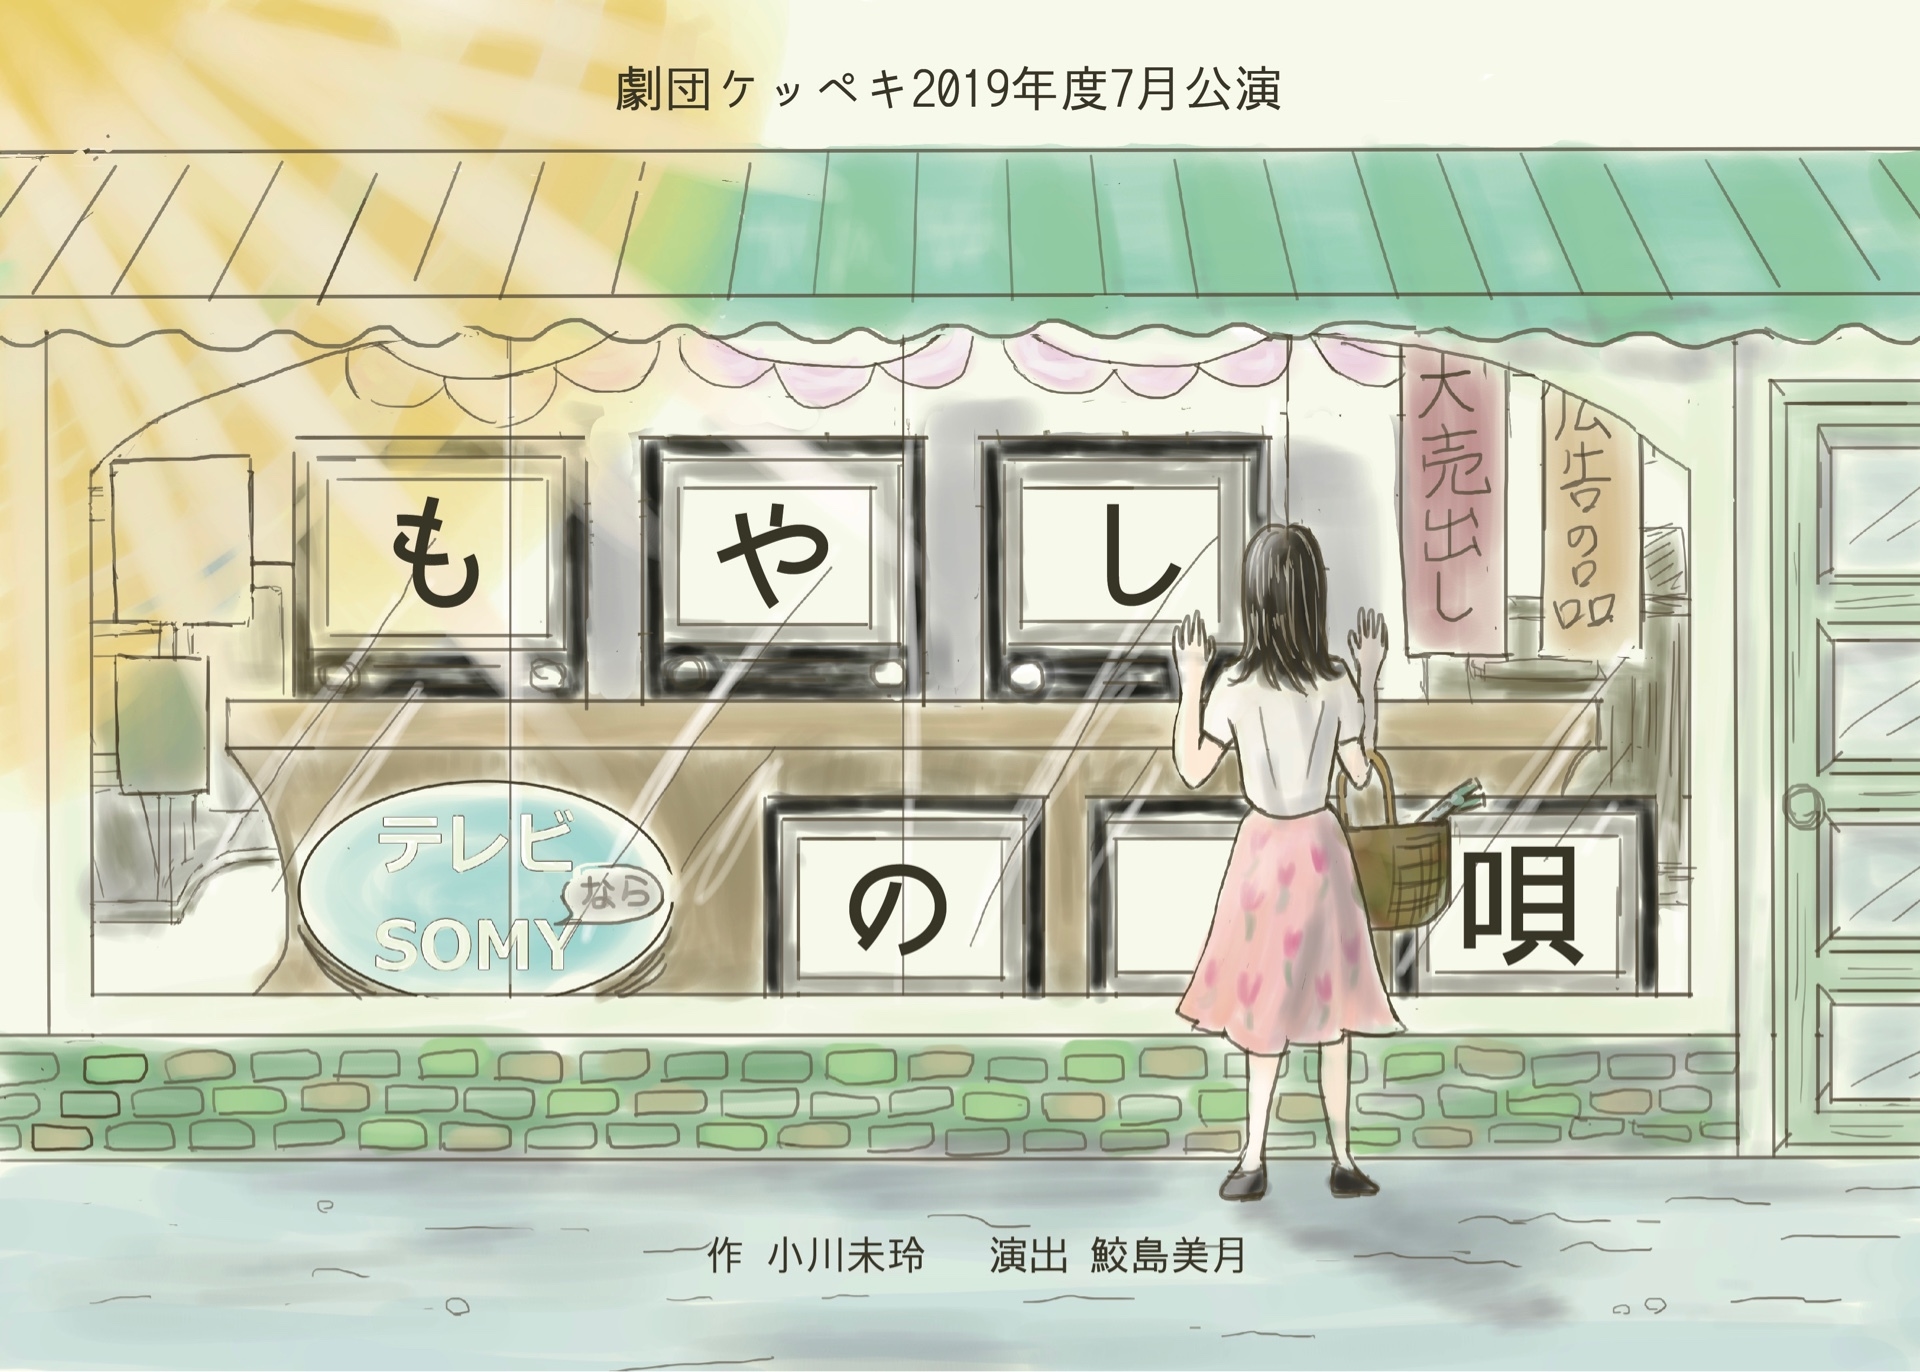 劇団ケッペキ2019年度7月公演
もやし
大売出し
広告の品
テレビ
なら
SOMY
の 唄
作 小川未玲 演出 鮫島美月